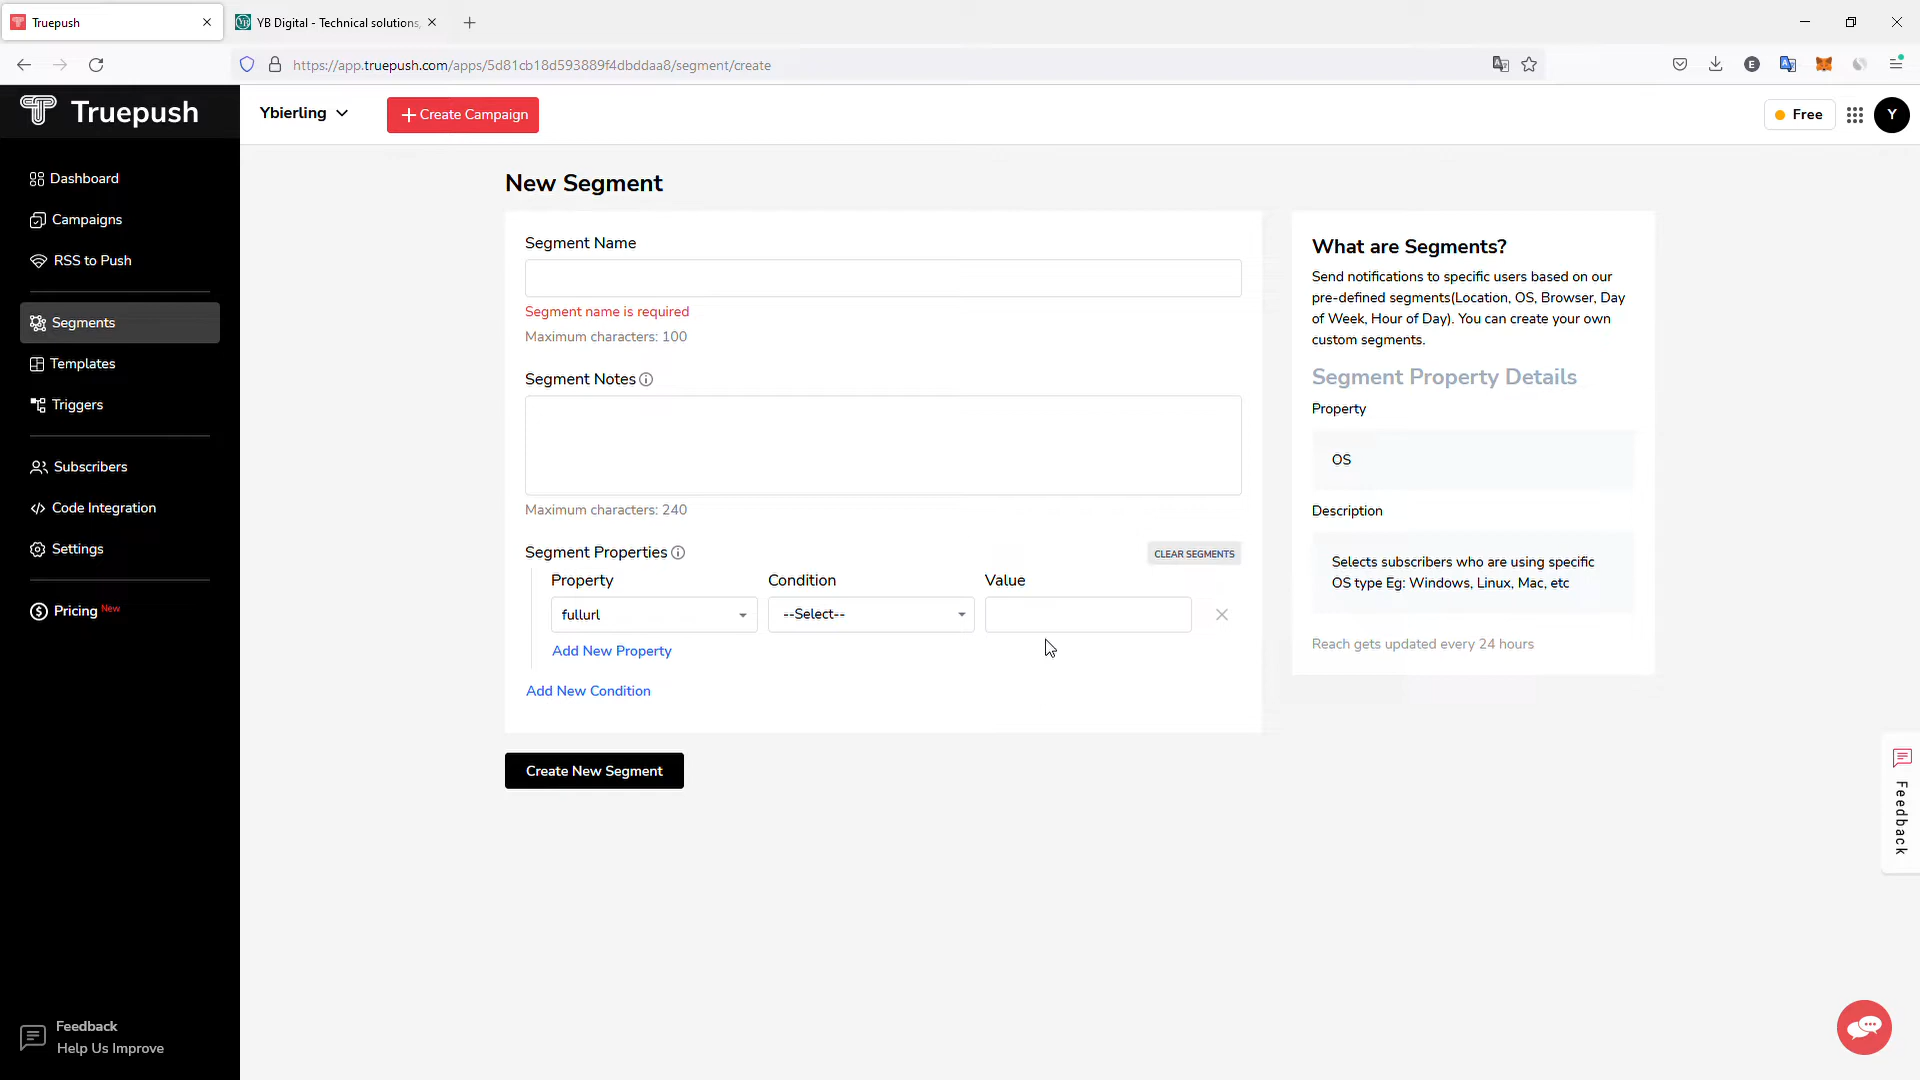 Truepush
YB Digital - Technical solutions,
https://app.truepush.com/apps/5d81cb18d593889f4dbddaa8/segment/create
E
Truepush
Ybierling
Create Campaign
Free
Y
Dashboard
Campaigns
RSS to Push
Segments
Templates
Triggers
Subscribers
Code Integration
Settings
Pricing New
Feedback
Help Us Improve
New Segment
Segment Name
Segment name is required
Maximum characters: 100
Segment Notes
Maximum characters: 240
Segment Properties
CLEAR SEGMENTS
Property Condition Value
fullurl --Select--
Add New Property
Add New Condition
Create New Segment
What are Segments?
Send notifications to specific users based on our
pre-defined segments(Location, OS, Browser, Day
of Week, Hour of Day). You can create your own
custom segments.
Segment Property Details
Property
OS
Description
Selects subscribers who are using specific
OS type Eg: Windows, Linux, Mac, etc
Reach gets updated every 24 hours
Feedback